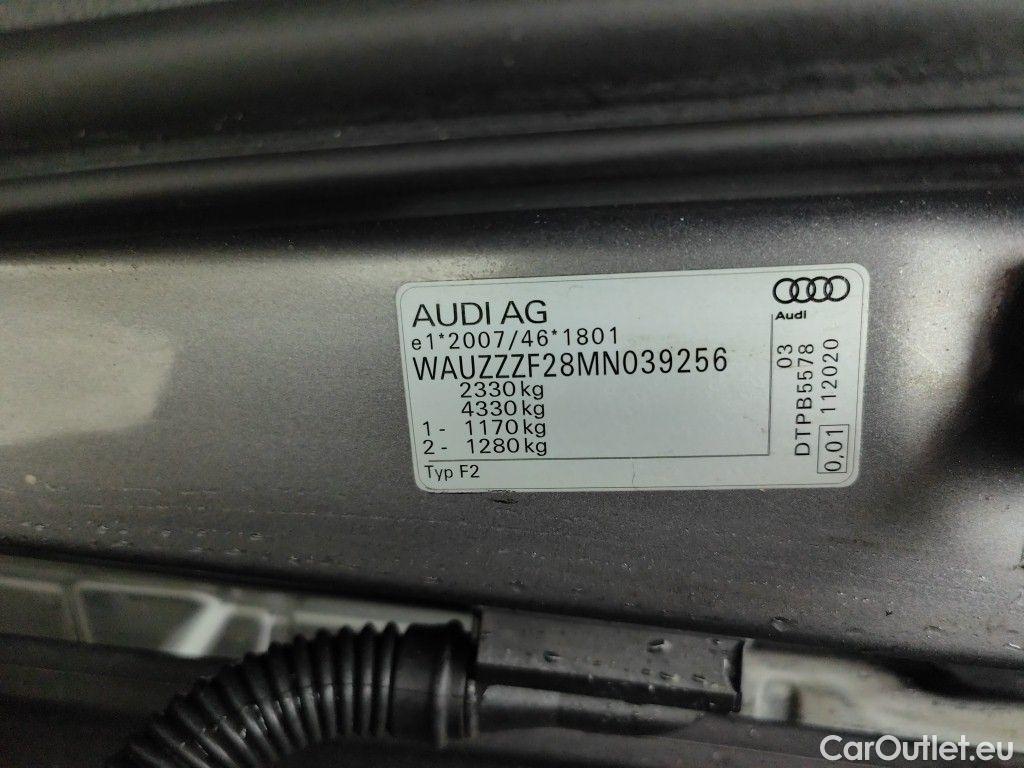 AUDI AG
e1*2007/46*1801
WAUZZZF28MN039256
2330 kg
4330 kg
1 - 1170 kg
2 - 1280 kg
Typ F2
Audi
03
DTPB5578
0,01 112020
CarOutlet.eu